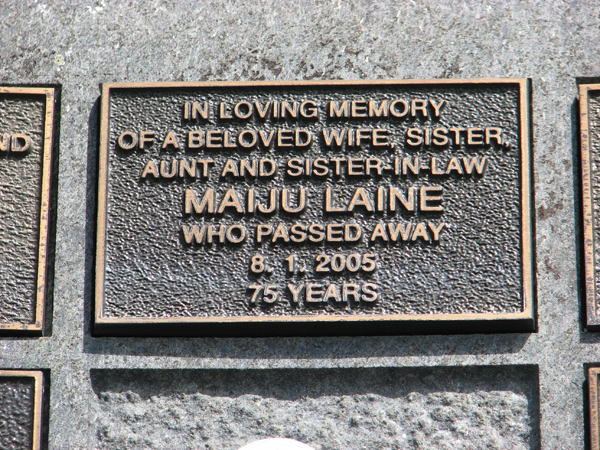 IN LOVING MEMORY
OF A BELOVED WIFE, SISTER,
AUNT AND SISTER-IN-LAW
MAIJU LAINE
WHO PASSED AWAY
8. 1. 2005
75 YEARS